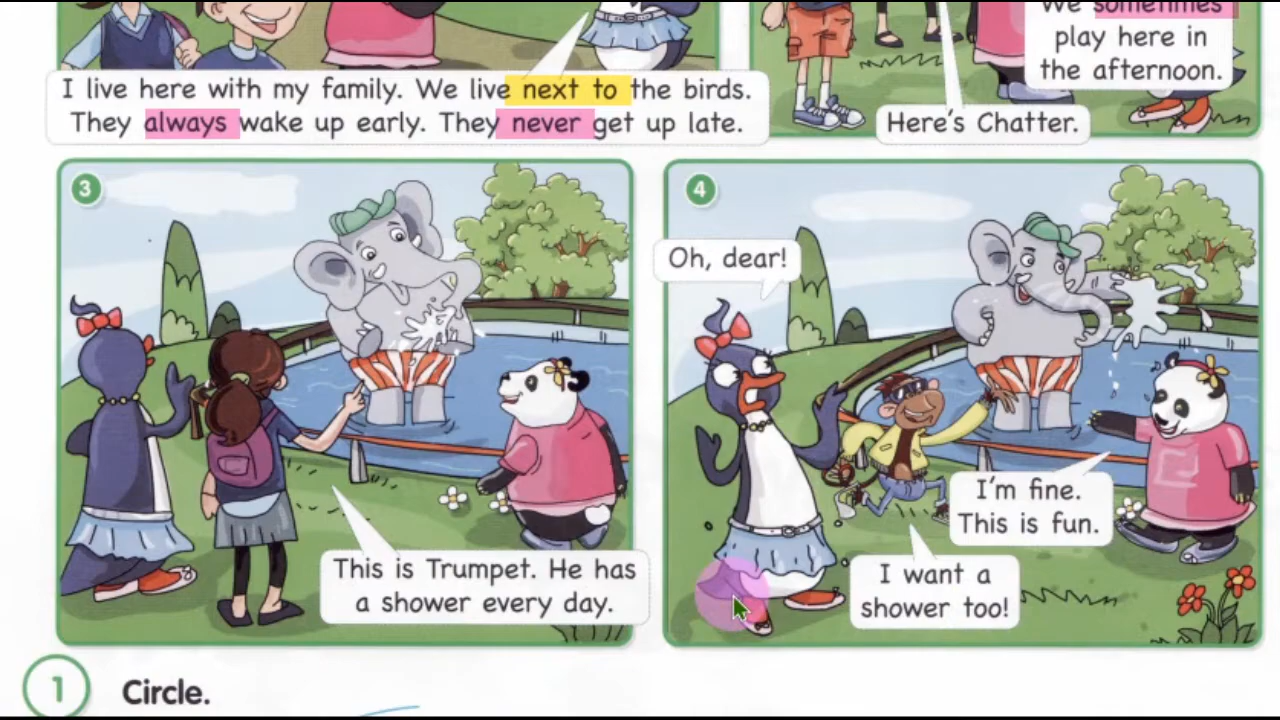 We sometimes
play here in
the afternoon.
I live here with my family. We live next to the birds.
They always wake up early. They never get up late.
Here's Chatter.
3
This is Trumpet. He has
a shower every day.
4
Oh, dear!
I'm fine.
This is fun.
I want a
shower too!
1 Circle.